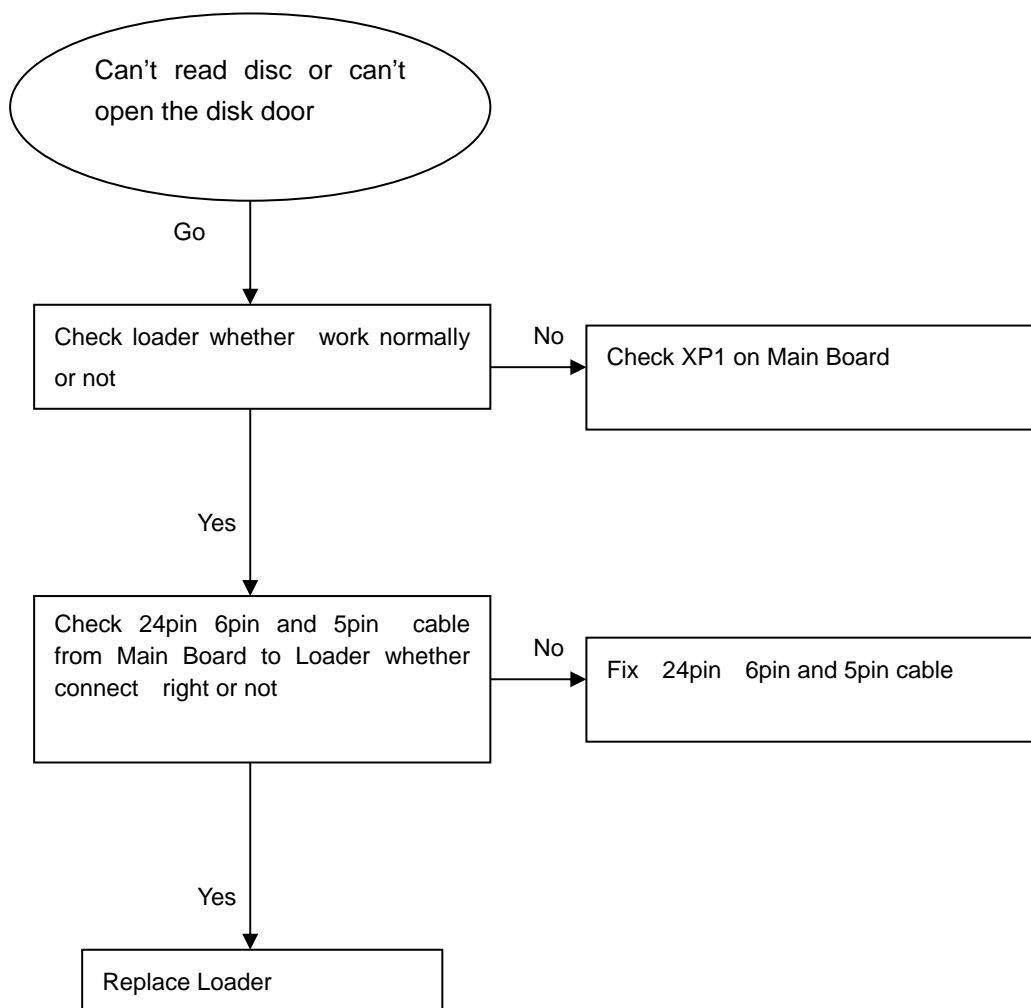 Can't read disc or can't
open the disk door
Go
Check loader whether work normally
or not
No
Check XP1 on Main Board
Yes
Check 24pin 6pin and 5pin cable
from Main Board to Loader whether
connect right or not
No
Fix 24pin 6pin and 5pin cable
Yes
Replace Loader